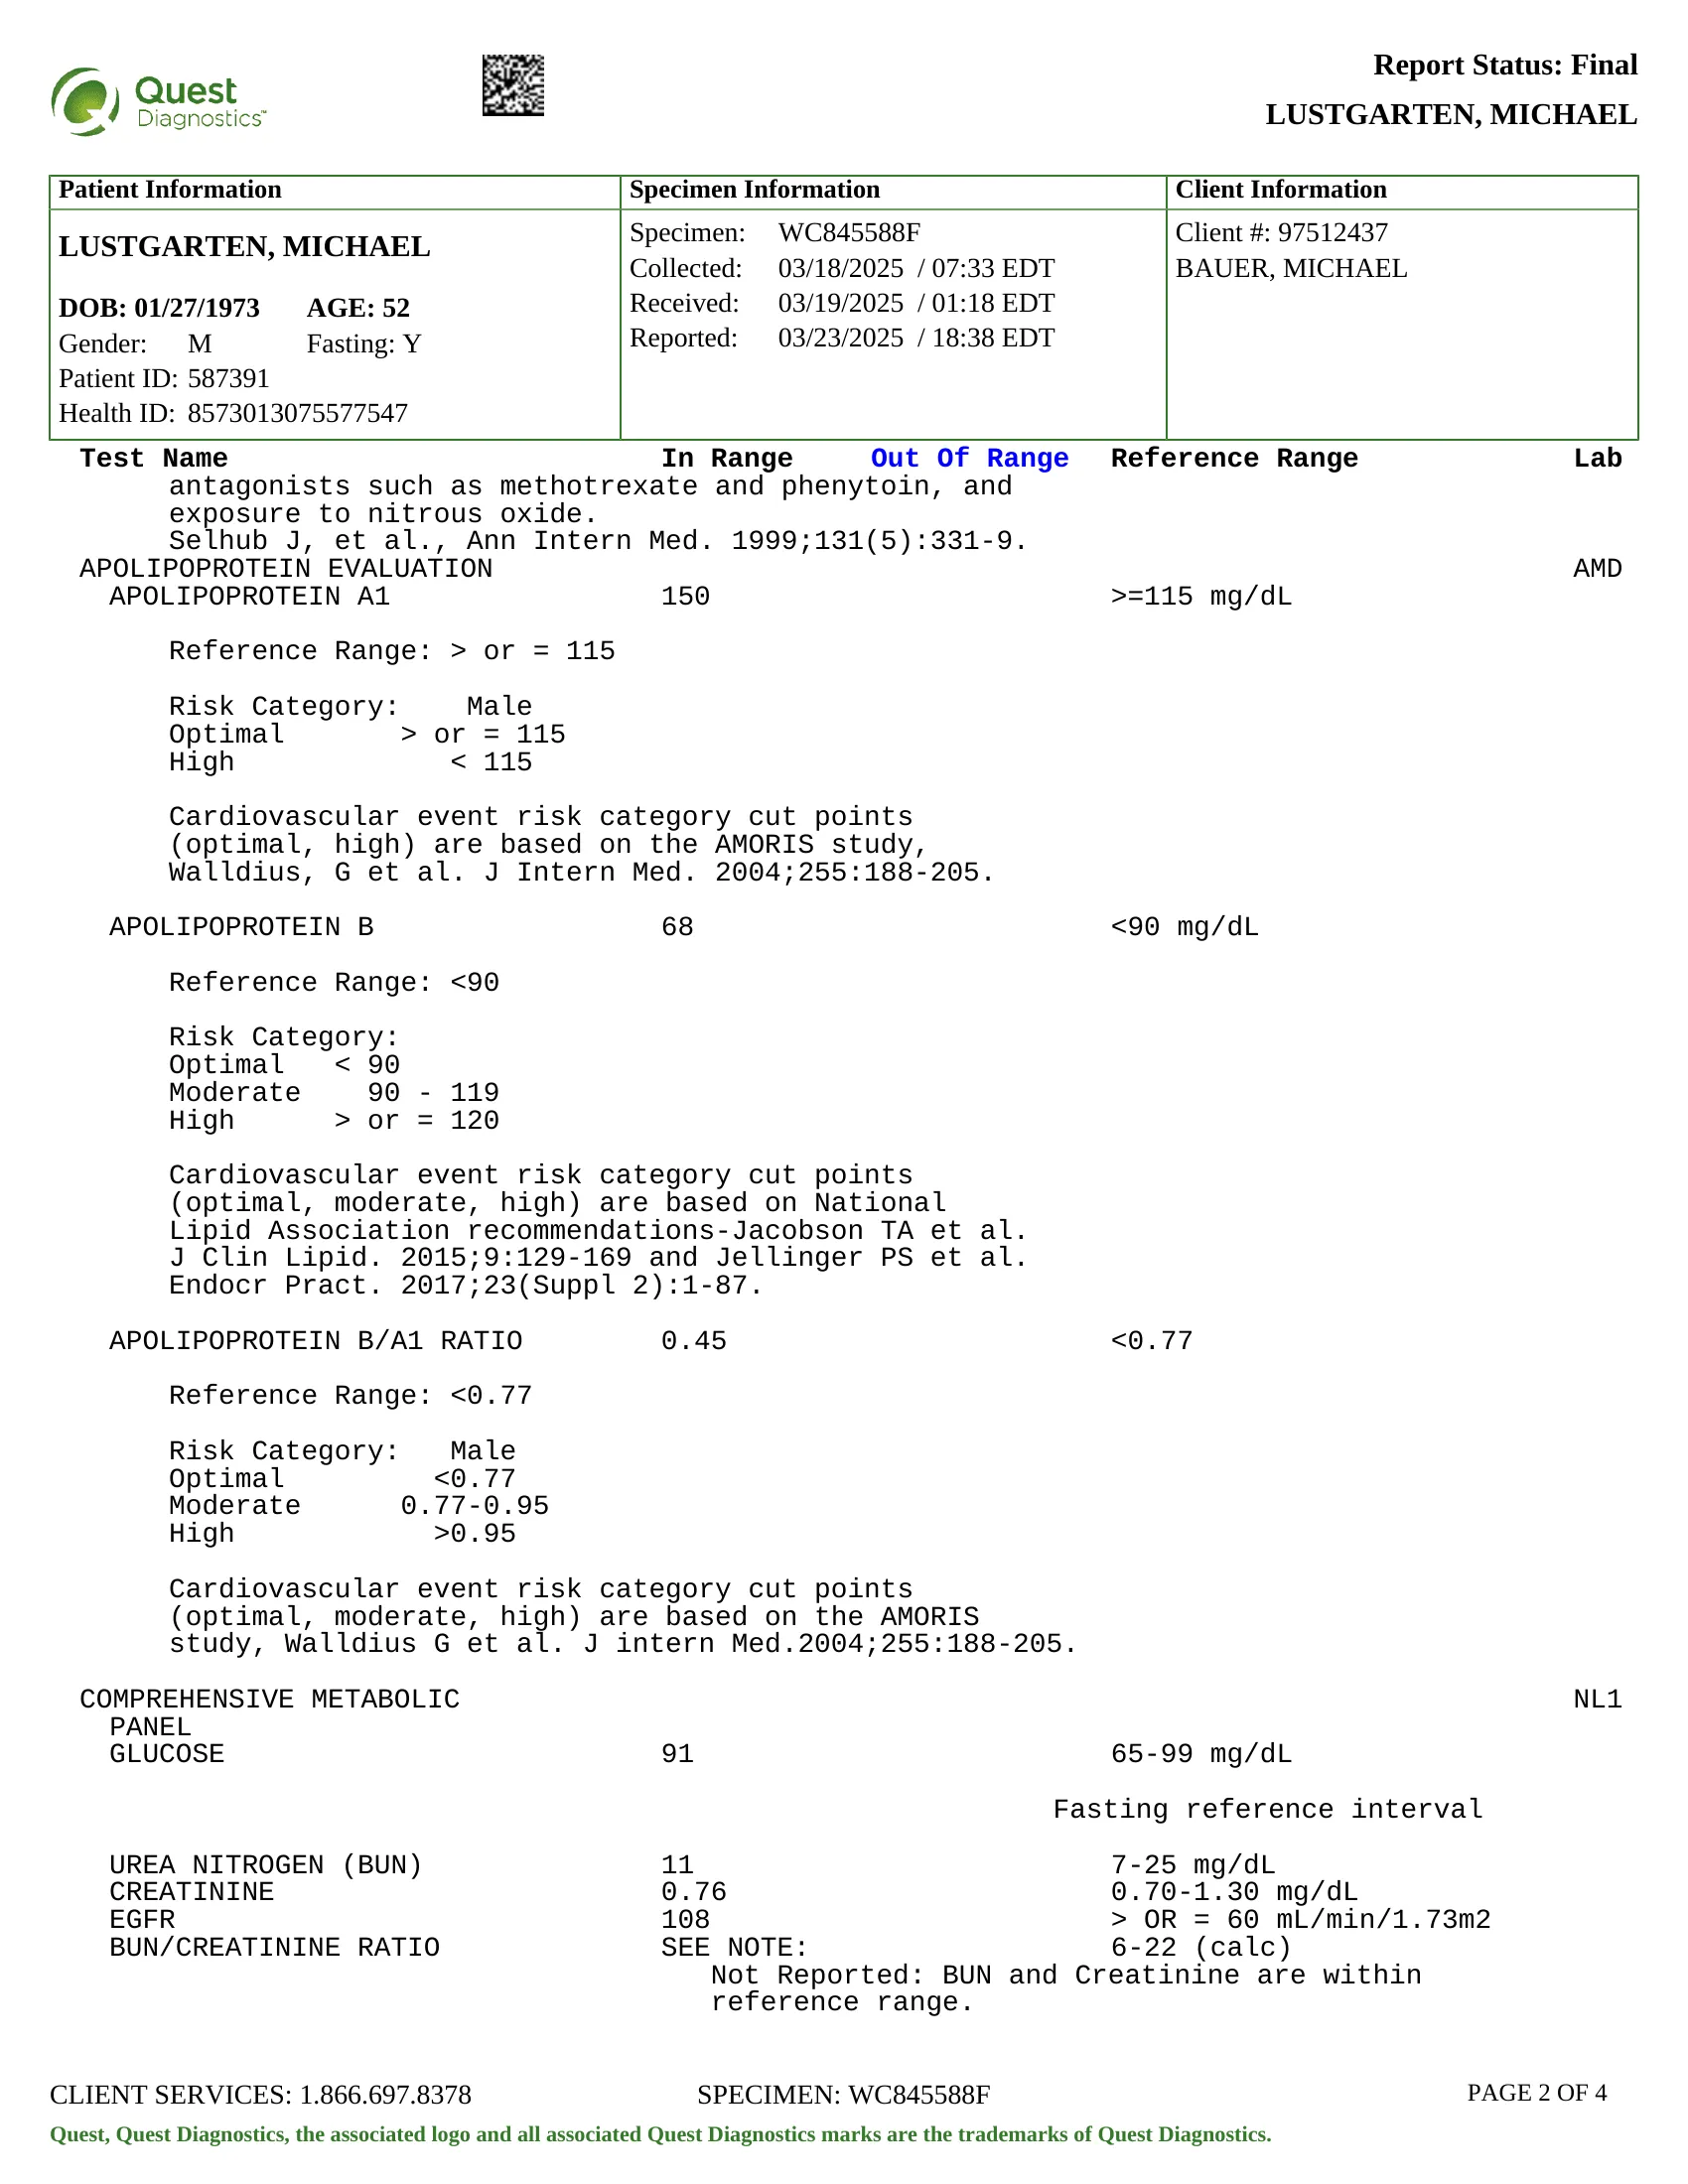 Quest
Diagnostics™
Report Status: Final
LUSTGARTEN, MICHAEL
Patient Information Specimen Information Client Information
LUSTGARTEN, MICHAEL
DOB: 01/27/1973 AGE: 52
Gender: M Fasting: Y
Patient ID: 587391
Health ID: 8573013075577547
Specimen: WC845588F
Collected: 03/18/2025 / 07:33 EDT
Received: 03/19/2025 / 01:18 EDT
Reported: 03/23/2025 / 18:38 EDT
Client #: 97512437
BAUER, MICHAEL
Test Name In Range Out Of Range Reference Range Lab
antagonists such as methotrexate and phenytoin, and
exposure to nitrous oxide.
Selhub J, et al., Ann Intern Med. 1999;131(5):331-9.
APOLIPOPROTEIN EVALUATION AMD
APOLIPOPROTEIN A1 150 >=115 mg/dL
Reference Range: > or = 115
Risk Category: Male
Optimal > or = 115
High < 115
Cardiovascular event risk category cut points
(optimal, high) are based on the AMORIS study,
Walldius, G et al. J Intern Med. 2004;255:188-205.
APOLIPOPROTEIN B 68 <90 mg/dL
Reference Range: <90
Risk Category:
Optimal < 90
Moderate 90 - 119
High > or = 120
Cardiovascular event risk category cut points
(optimal, moderate, high) are based on National
Lipid Association recommendations-Jacobson TA et al.
J Clin Lipid. 2015;9:129-169 and Jellinger PS et al.
Endocr Pract. 2017;23(Suppl 2):1-87.
APOLIPOPROTEIN B/A1 RATIO 0.45 <0.77
Reference Range: <0.77
Risk Category: Male
Optimal <0.77
Moderate 0.77-0.95
High >0.95
Cardiovascular event risk category cut points
(optimal, moderate, high) are based on the AMORIS
study, Walldius G et al. J intern Med.2004;255:188-205.
COMPREHENSIVE METABOLIC NL1
PANEL
GLUCOSE 91 65-99 mg/dL
Fasting reference interval
UREA NITROGEN (BUN) 11 7-25 mg/dL
CREATININE 0.76 0.70-1.30 mg/dL
EGFR 108 > OR = 60 mL/min/1.73m2
BUN/CREATININE RATIO SEE NOTE: 6-22 (calc)
Not Reported: BUN and Creatinine are within
reference range.
CLIENT SERVICES: 1.866.697.8378 SPECIMEN: WC845588F PAGE 2 OF 4
Quest, Quest Diagnostics, the associated logo and all associated Quest Diagnostics marks are the trademarks of Quest Diagnostics.